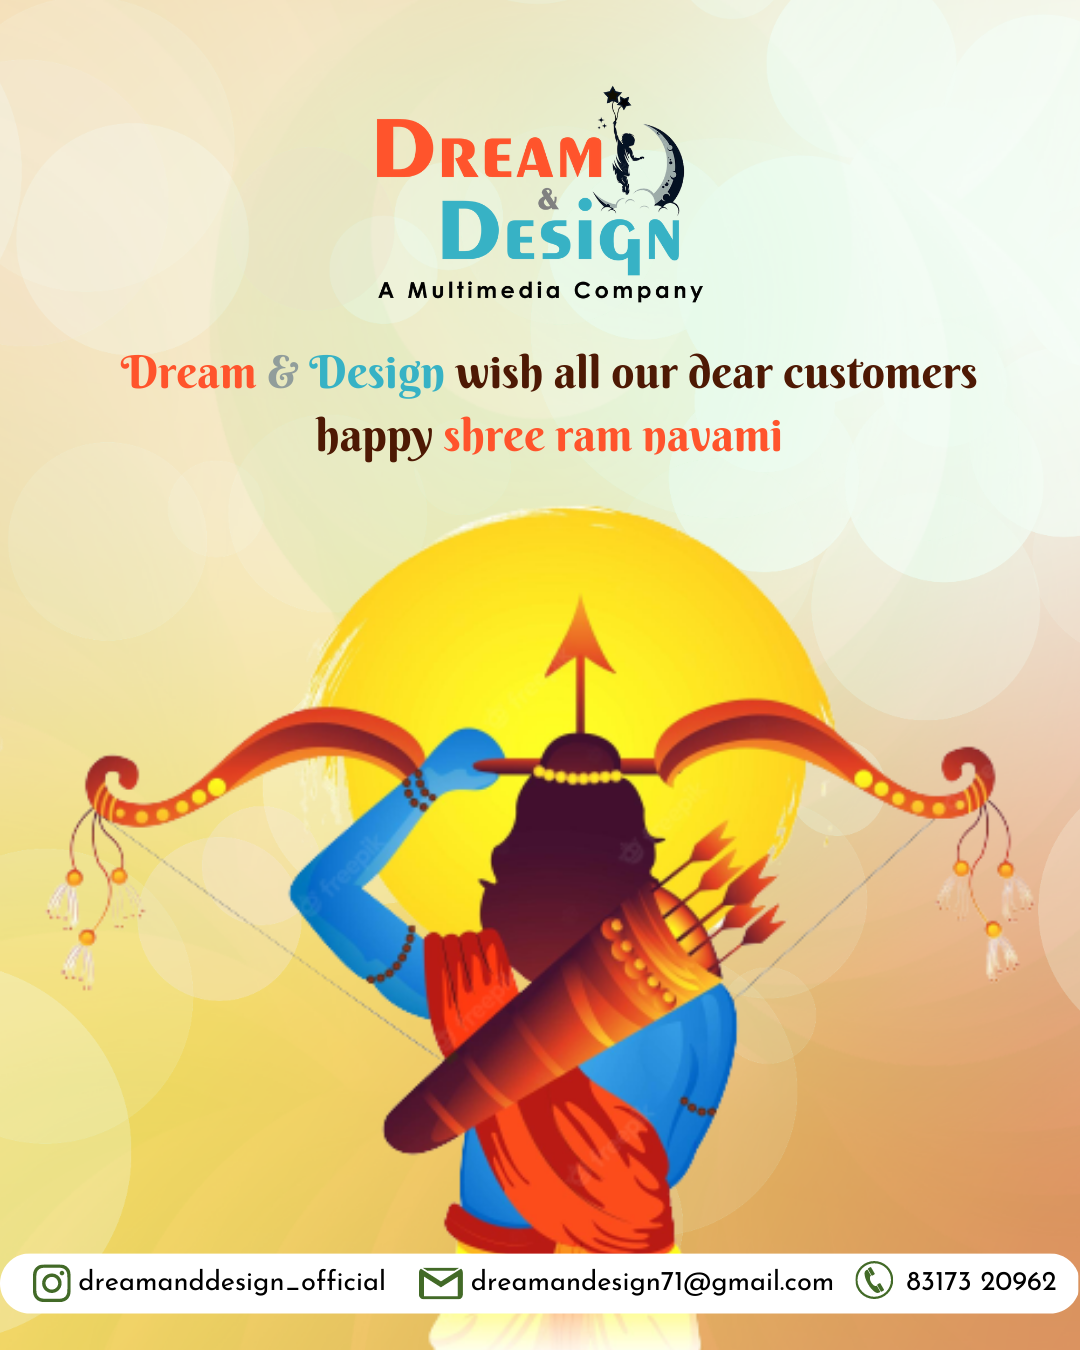 DREAM
&
DESIGN
A Multimedia Company
Dream & Design wish all our dear customers
happy shree ram navami
freepik
dreamanddesign_official
dreamandesign71@gmail.com
83173 20962